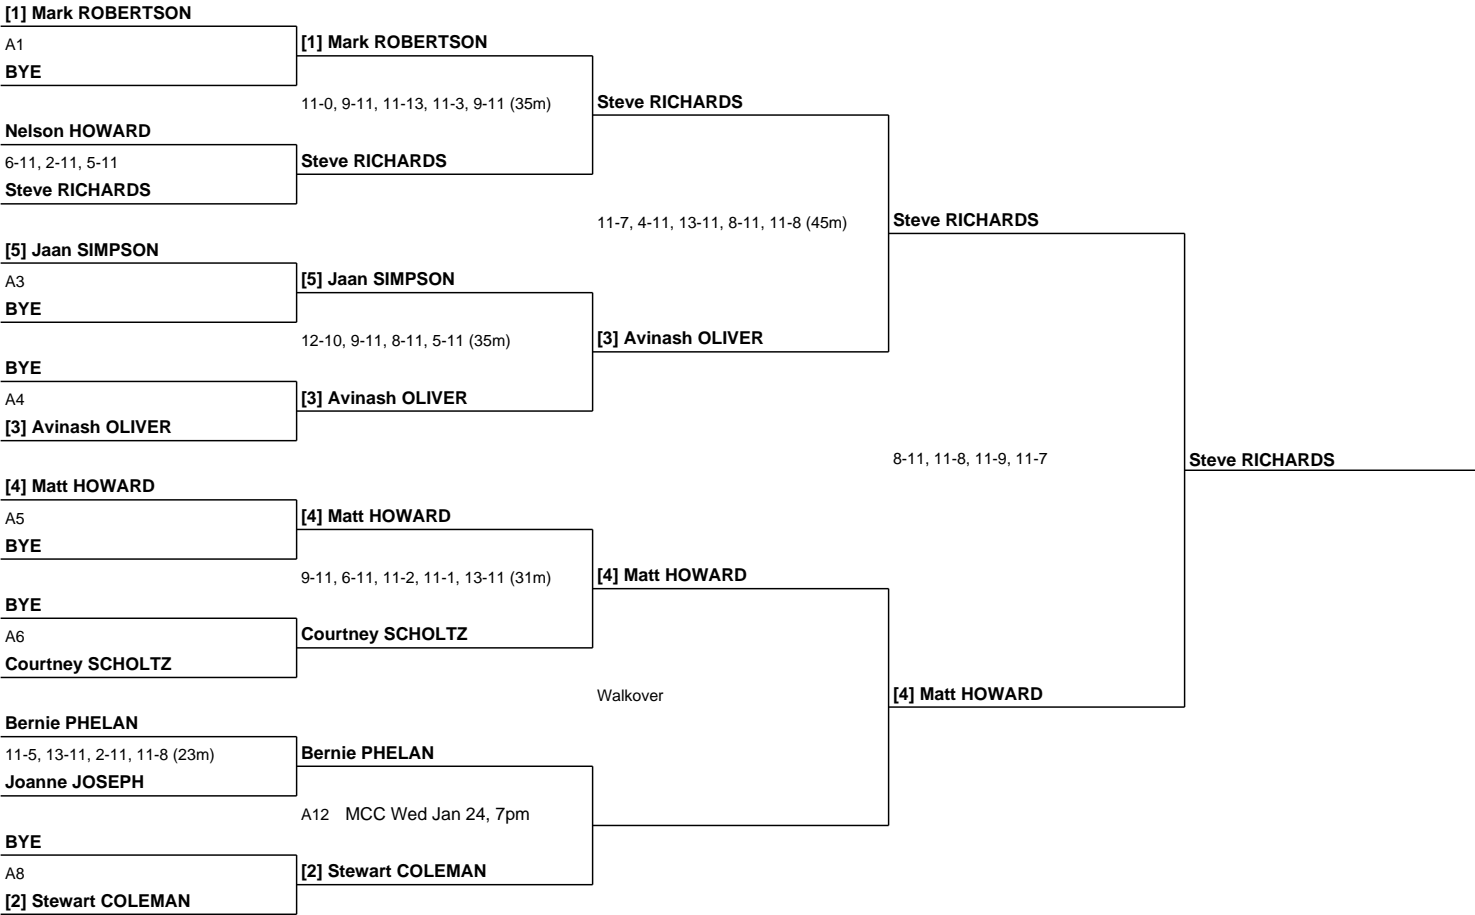 [1] Mark ROBERTSON
A1
BYE
Nelson HOWARD
6-11, 2-11, 5-11
Steve RICHARDS
[5] Jaan SIMPSON
A3
BYE
BYE
A4
[3] Avinash OLIVER
[4] Matt HOWARD
A5
BYE
BYE
A6
Courtney SCHOLTZ
Bernie PHELAN
11-5, 13-11, 2-11, 11-8 (23m)
Joanne JOSEPH
BYE
A8
[2] Stewart COLEMAN
[1] Mark ROBERTSON
11-0, 9-11, 11-13, 11-3, 9-11 (35m)
Steve RICHARDS
[5] Jaan SIMPSON
12-10, 9-11, 8-11, 5-11 (35m)
[3] Avinash OLIVER
[4] Matt HOWARD
9-11, 6-11, 11-2, 11-1, 13-11 (31m)
Courtney SCHOLTZ
Bernie PHELAN
A12 MCC Wed Jan 24, 7pm
[2] Stewart COLEMAN
Steve RICHARDS
11-7, 4-11, 13-11, 8-11, 11-8 (45m)
[3] Avinash OLIVER
[4] Matt HOWARD
Walkover
Steve RICHARDS
8-11, 11-8, 11-9, 11-7
[4] Matt HOWARD
Steve RICHARDS